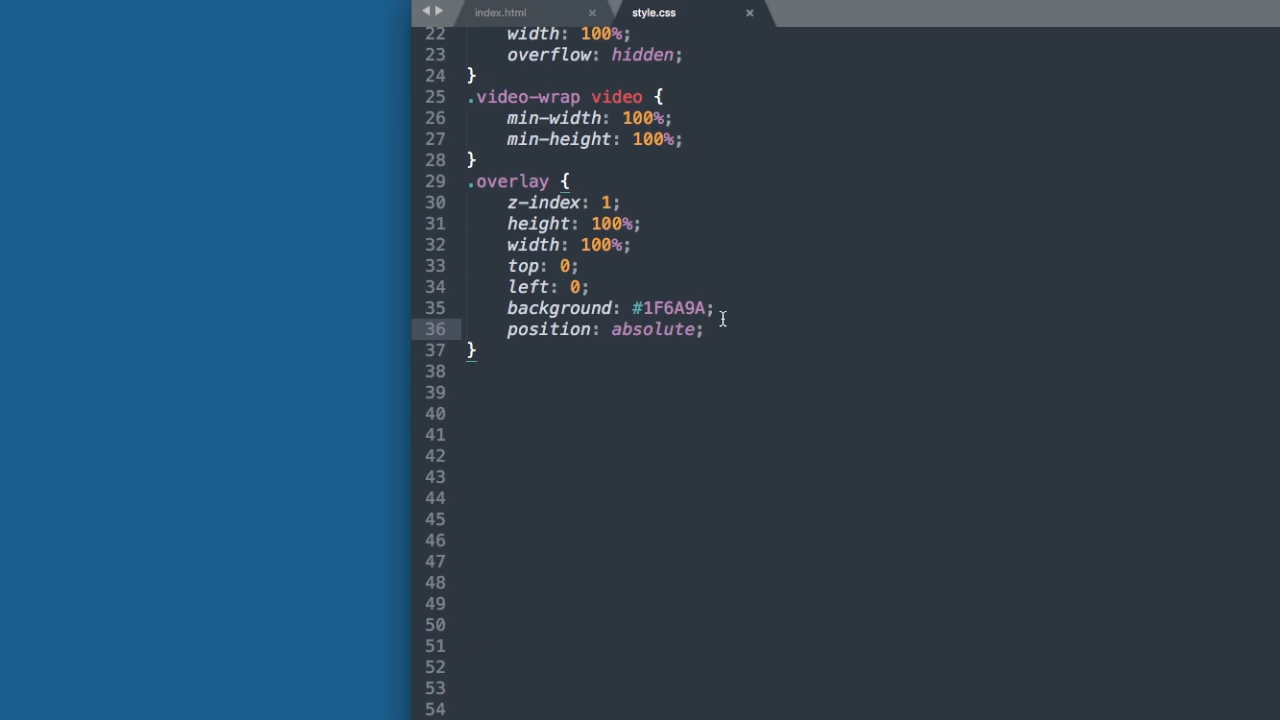 index.html
style.css
22 width: 100%;
23 overflow: hidden;
24 }
25 .video-wrap video {
26 min-width: 100%;
27 min-height: 100%;
28 }
29 .overlay {
30 z-index: 1;
31 height: 100%;
32 width: 100%;
33 top: 0;
34 left: 0;
35 background: #1F6A9A;
36 position: absolute;
37 }
38
39
40
41
42
43
44
45
46
47
48
49
50
51
52
53
54